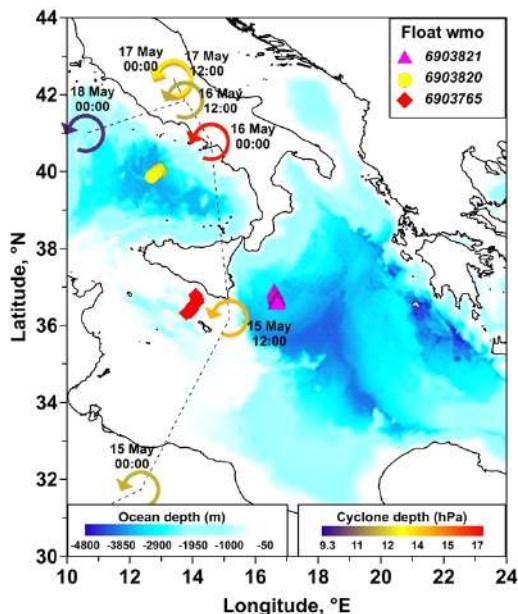 44
42
40
38
36
34
32
30
Latitude, °N
17 May
00:00
17 May
12:00
18 May
00:00
16 May
12:00
16 May
00:00
15 May
12:00
15 May
00:00
Float wmo
6903821
6903820
6903765
Ocean depth (m)
-4800 -3850 -2900 -1950 -1000 -50
Cyclone depth (hPa)
9.3 11 12 14 15 17
10 12 14 16 18 20 22 24
Longitude, °E